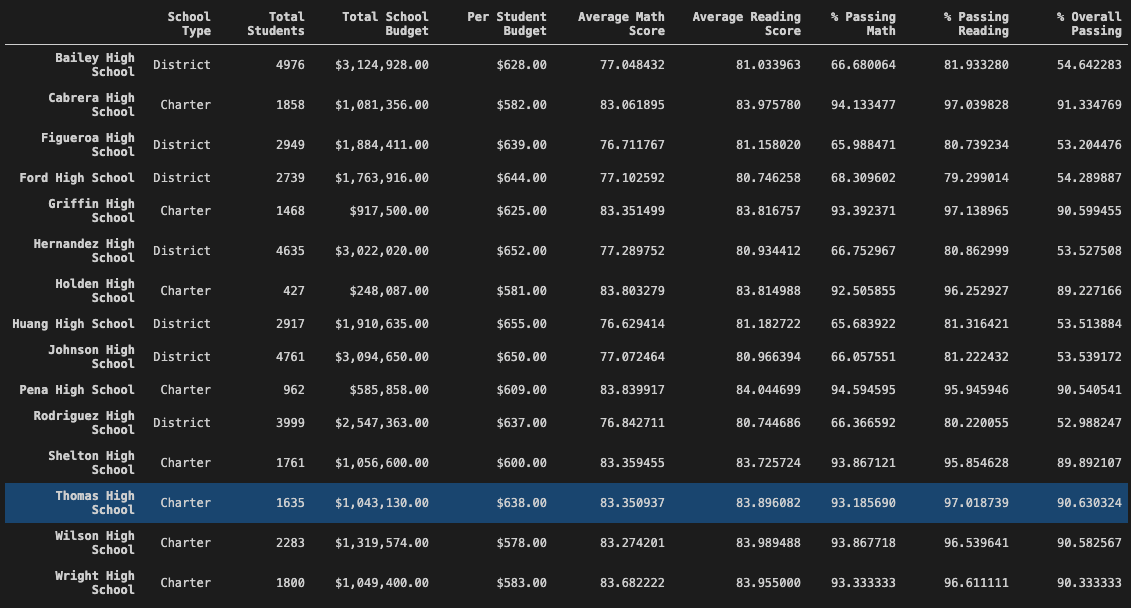 School Type Total Students Total School Budget Per Student Budget Average Math Score Average Reading Score % Passing Math % Passing Reading % Overall Passing
Bailey High School District 4976 $3,124,928.00 $628.00 77.048432 81.033963 66.680064 81.933280 54.642283
Cabrera High School Charter 1858 $1,081,356.00 $582.00 83.061895 83.975780 94.133477 97.039828 91.334769
Figueroa High School District 2949 $1,884,411.00 $639.00 76.711767 81.158020 65.988471 80.739234 53.204476
Ford High School District 2739 $1,763,916.00 $644.00 77.102592 80.746258 68.309602 79.299014 54.289887
Griffin High School Charter 1468 $917,500.00 $625.00 83.351499 83.816757 93.392371 97.138965 90.599455
Hernandez High School District 4635 $3,022,020.00 $652.00 77.289752 80.934412 66.752967 80.862999 53.527508
Holden High School Charter 427 $248,087.00 $581.00 83.803279 83.814988 92.505855 96.252927 89.227166
Huang High School District 2917 $1,910,635.00 $655.00 76.629414 81.182722 65.683922 81.316421 53.513884
Johnson High School District 4761 $3,094,650.00 $650.00 77.072464 80.966394 66.057551 81.222432 53.539172
Pena High School Charter 962 $585,858.00 $609.00 83.839917 84.044699 94.594595 95.945946 90.540541
Rodriguez High School District 3999 $2,547,363.00 $637.00 76.842711 80.744686 66.366592 80.220055 52.988247
Shelton High School Charter 1761 $1,056,600.00 $600.00 83.359455 83.725724 93.867121 95.854628 89.892107
Thomas High School Charter 1635 $1,043,130.00 $638.00 83.350937 83.896082 93.185690 97.018739 90.630324
Wilson High School Charter 2283 $1,319,574.00 $578.00 83.274201 83.989488 93.867718 96.539641 90.582567
Wright High School Charter 1800 $1,049,400.00 $583.00 83.682222 83.955000 93.333333 96.611111 90.333333